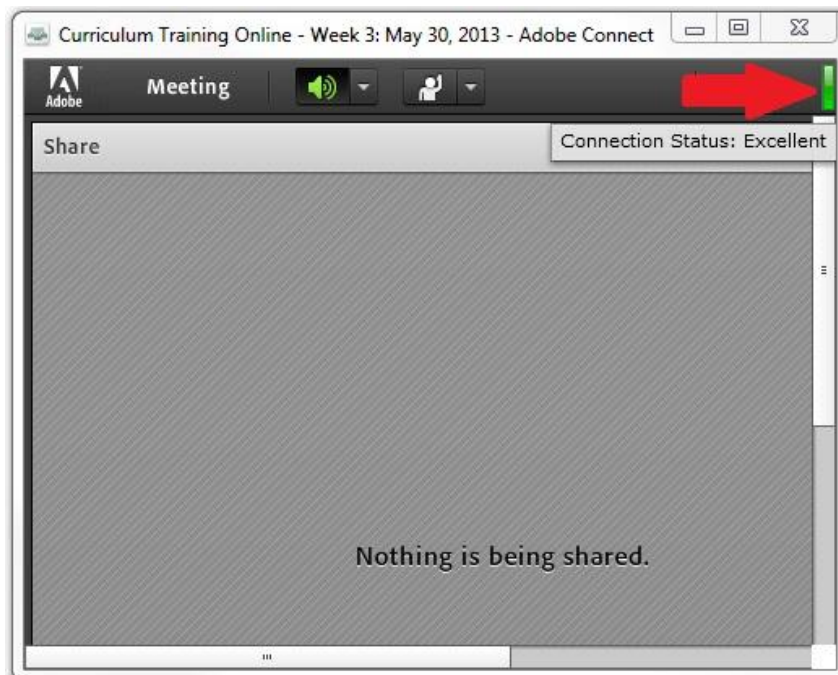 Curriculum Training Online - Week 3: May 30, 2013 - Adobe Connect
Adobe
Meeting
Share
Connection Status: Excellent
Nothing is being shared.